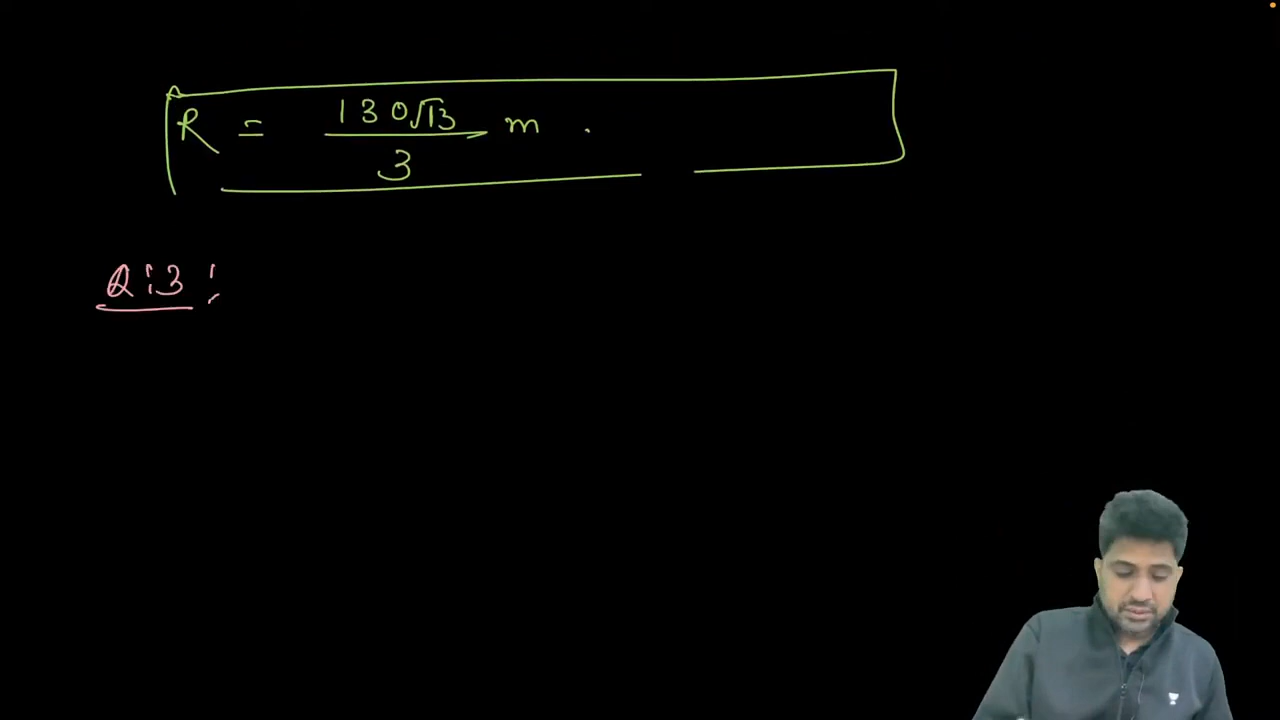 R = 130√13/3 m .
Q:3: